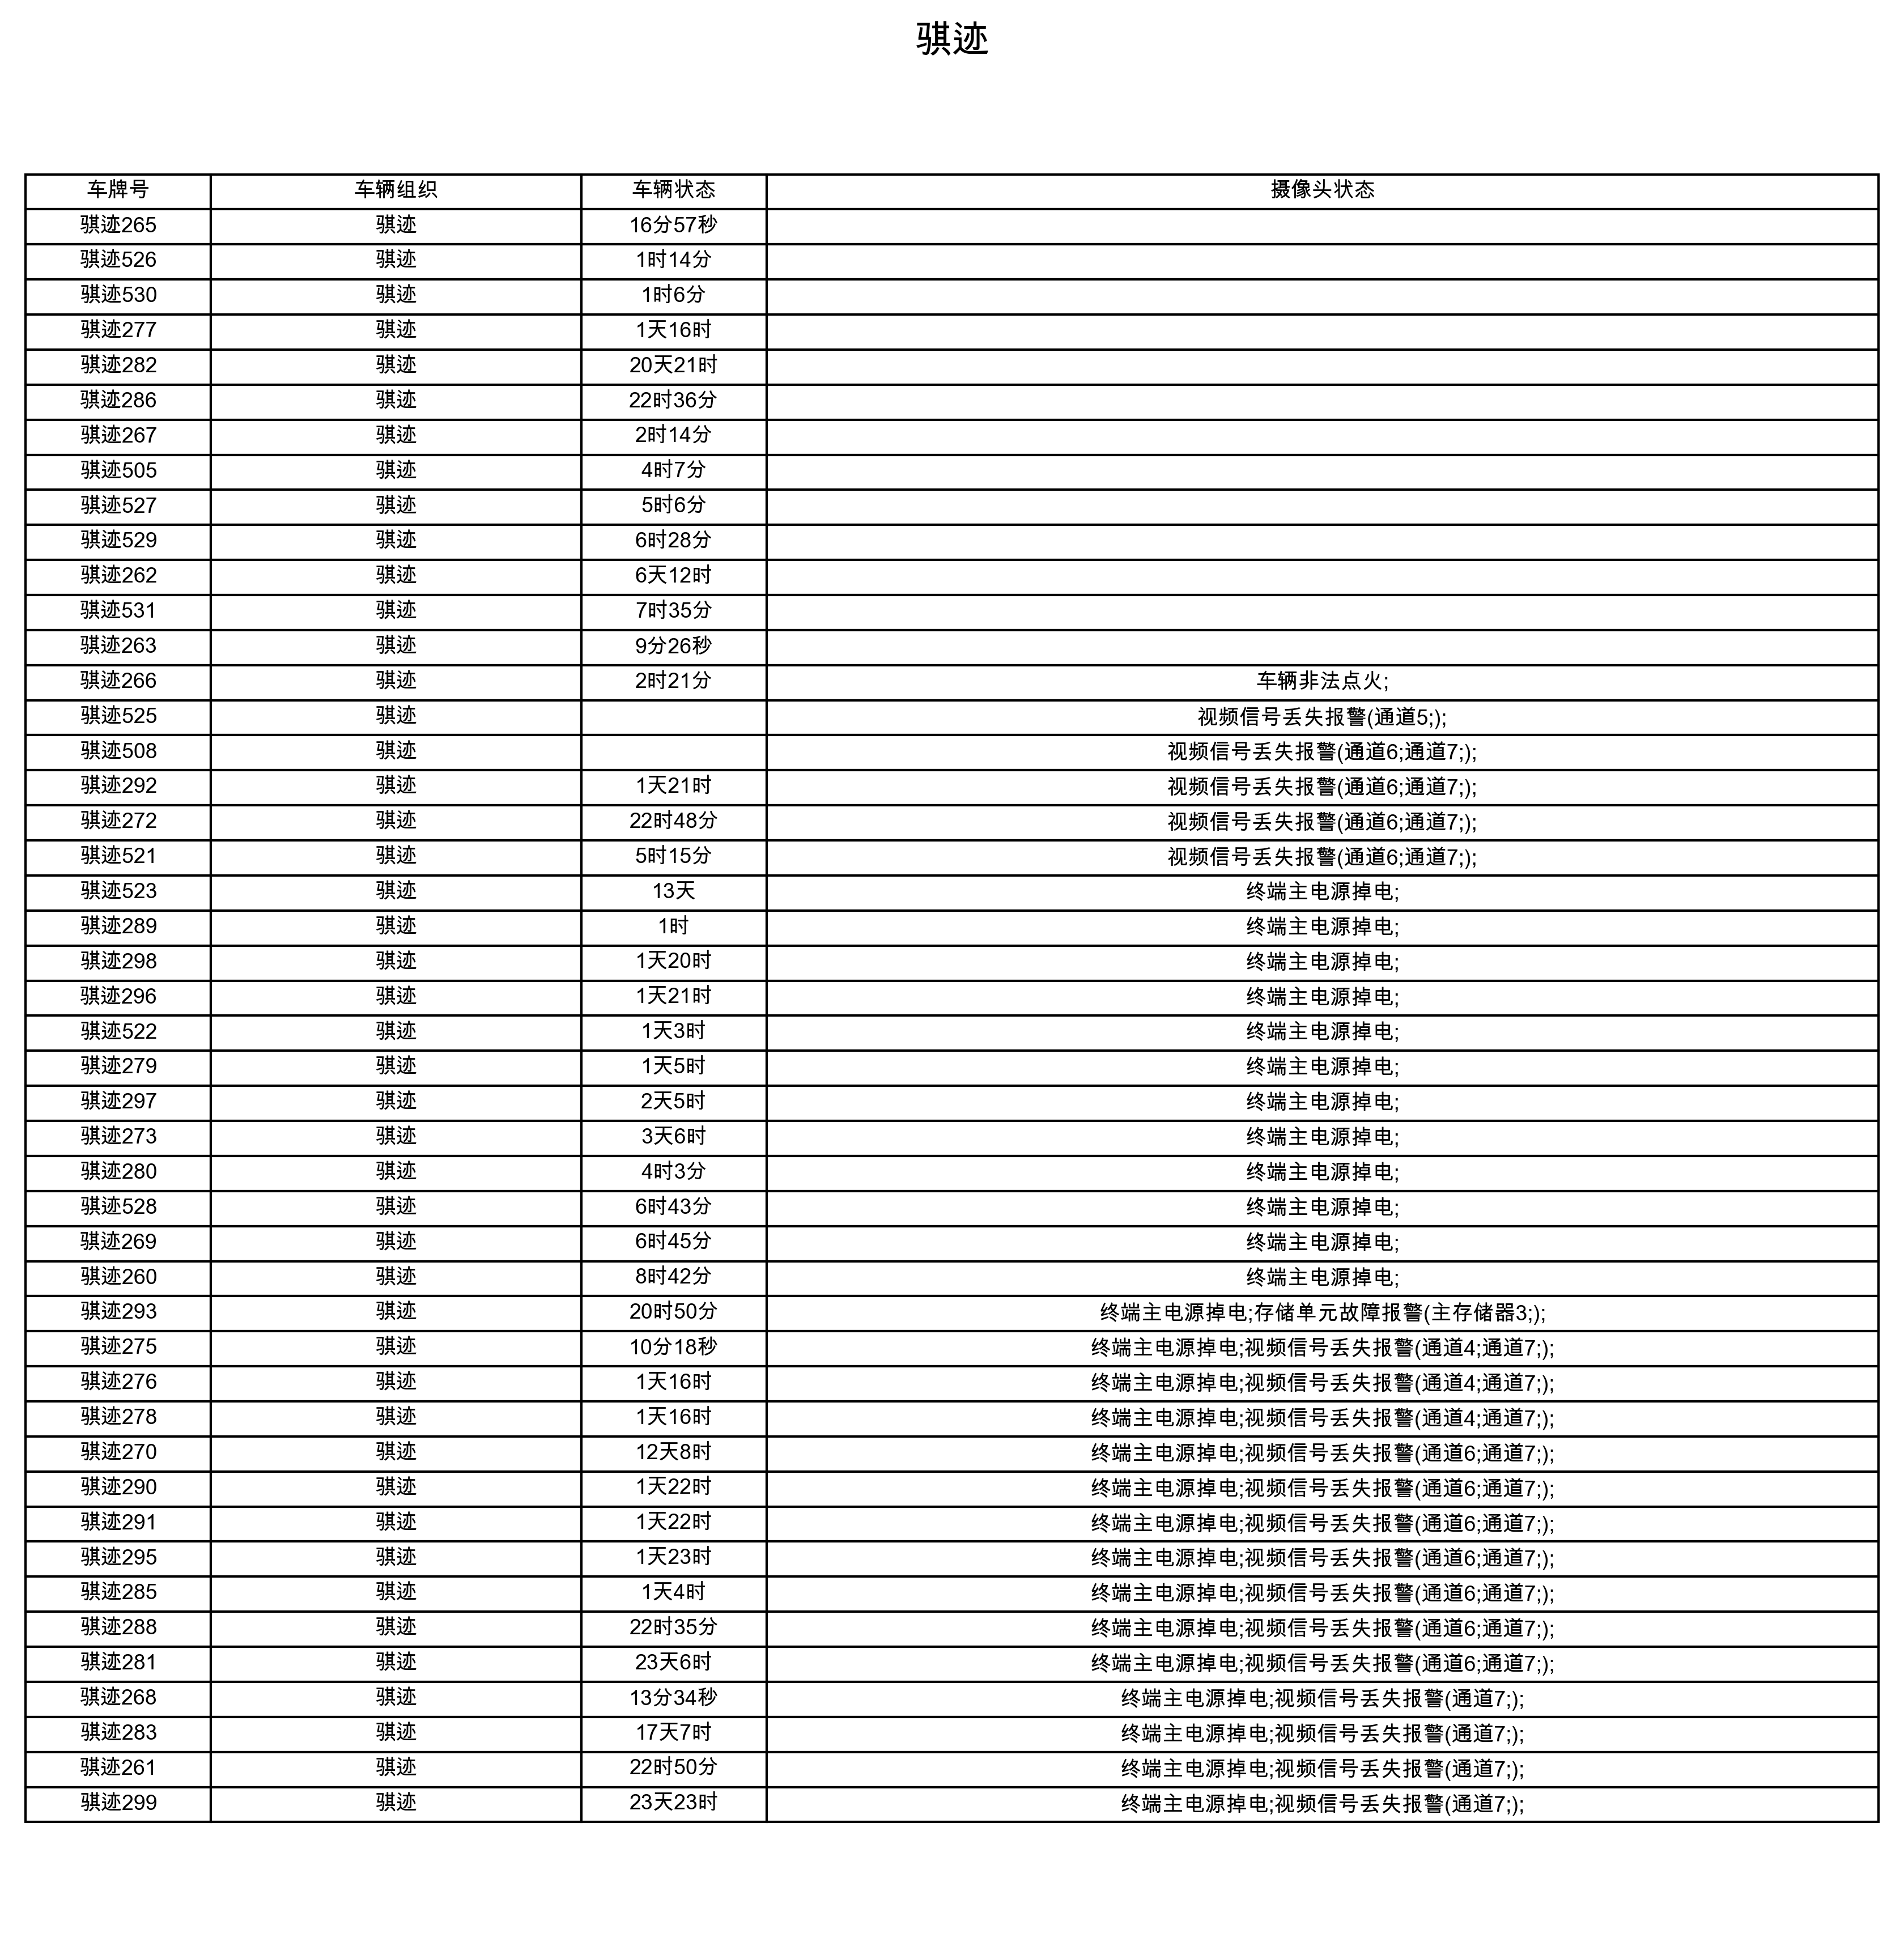 骐迹
车牌号 车辆组织 车辆状态 摄像头状态
骐迹265 骐迹 16分57秒
骐迹526 骐迹 1时14分
骐迹530 骐迹 1时6分
骐迹277 骐迹 1天16时
骐迹282 骐迹 20天21时
骐迹286 骐迹 22时36分
骐迹267 骐迹 2时14分
骐迹505 骐迹 4时7分
骐迹527 骐迹 5时6分
骐迹529 骐迹 6时28分
骐迹262 骐迹 6天12时
骐迹531 骐迹 7时35分
骐迹263 骐迹 9分26秒
骐迹266 骐迹 2时21分 车辆非法点火;
骐迹525 骐迹 视频信号丢失报警(通道5;);
骐迹508 骐迹 视频信号丢失报警(通道6;通道7;);
骐迹292 骐迹 1天21时 视频信号丢失报警(通道6;通道7;);
骐迹272 骐迹 22时48分 视频信号丢失报警(通道6;通道7;);
骐迹521 骐迹 5时15分 视频信号丢失报警(通道6;通道7;);
骐迹523 骐迹 13天 终端主电源掉电;
骐迹289 骐迹 1时 终端主电源掉电;
骐迹298 骐迹 1天20时 终端主电源掉电;
骐迹296 骐迹 1天21时 终端主电源掉电;
骐迹522 骐迹 1天3时 终端主电源掉电;
骐迹279 骐迹 1天5时 终端主电源掉电;
骐迹297 骐迹 2天5时 终端主电源掉电;
骐迹273 骐迹 3天6时 终端主电源掉电;
骐迹280 骐迹 4时3分 终端主电源掉电;
骐迹528 骐迹 6时43分 终端主电源掉电;
骐迹269 骐迹 6时45分 终端主电源掉电;
骐迹260 骐迹 8时42分 终端主电源掉电;
骐迹293 骐迹 20时50分 终端主电源掉电;存储单元故障报警(主存储器3;);
骐迹275 骐迹 10分18秒 终端主电源掉电;视频信号丢失报警(通道4;通道7;);
骐迹276 骐迹 1天16时 终端主电源掉电;视频信号丢失报警(通道4;通道7;);
骐迹278 骐迹 1天16时 终端主电源掉电;视频信号丢失报警(通道4;通道7;);
骐迹270 骐迹 12天8时 终端主电源掉电;视频信号丢失报警(通道6;通道7;);
骐迹290 骐迹 1天22时 终端主电源掉电;视频信号丢失报警(通道6;通道7;);
骐迹291 骐迹 1天22时 终端主电源掉电;视频信号丢失报警(通道6;通道7;);
骐迹295 骐迹 1天23时 终端主电源掉电;视频信号丢失报警(通道6;通道7;);
骐迹285 骐迹 1天4时 终端主电源掉电;视频信号丢失报警(通道6;通道7;);
骐迹288 骐迹 22时35分 终端主电源掉电;视频信号丢失报警(通道6;通道7;);
骐迹281 骐迹 23天6时 终端主电源掉电;视频信号丢失报警(通道6;通道7;);
骐迹268 骐迹 13分34秒 终端主电源掉电;视频信号丢失报警(通道7;);
骐迹283 骐迹 17天7时 终端主电源掉电;视频信号丢失报警(通道7;);
骐迹261 骐迹 22时50分 终端主电源掉电;视频信号丢失报警(通道7;);
骐迹299 骐迹 23天23时 终端主电源掉电;视频信号丢失报警(通道7;);